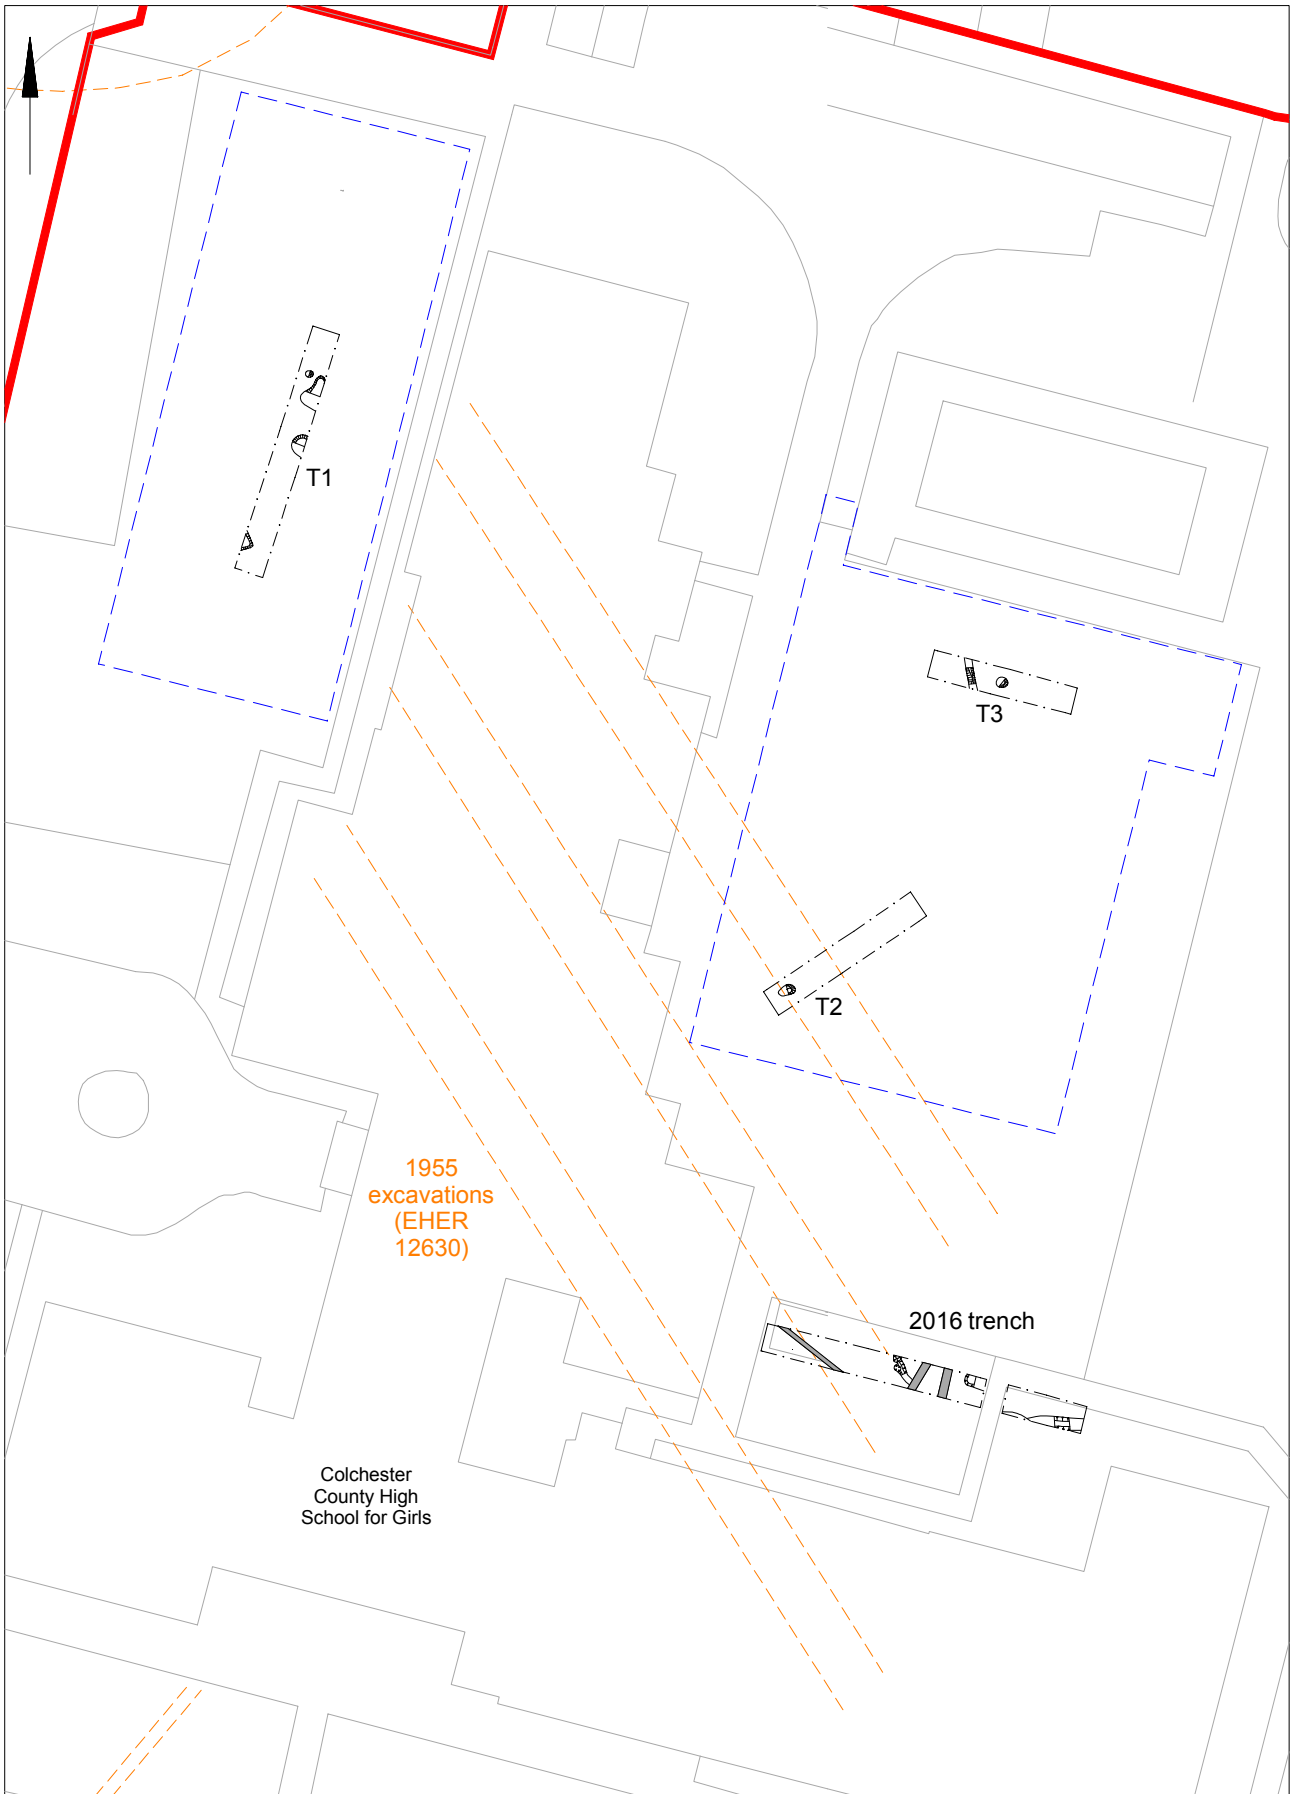 T1
T3
T2
1955
excavations
(EHER
12630)
2016 trench
Colchester
County High
School for Girls